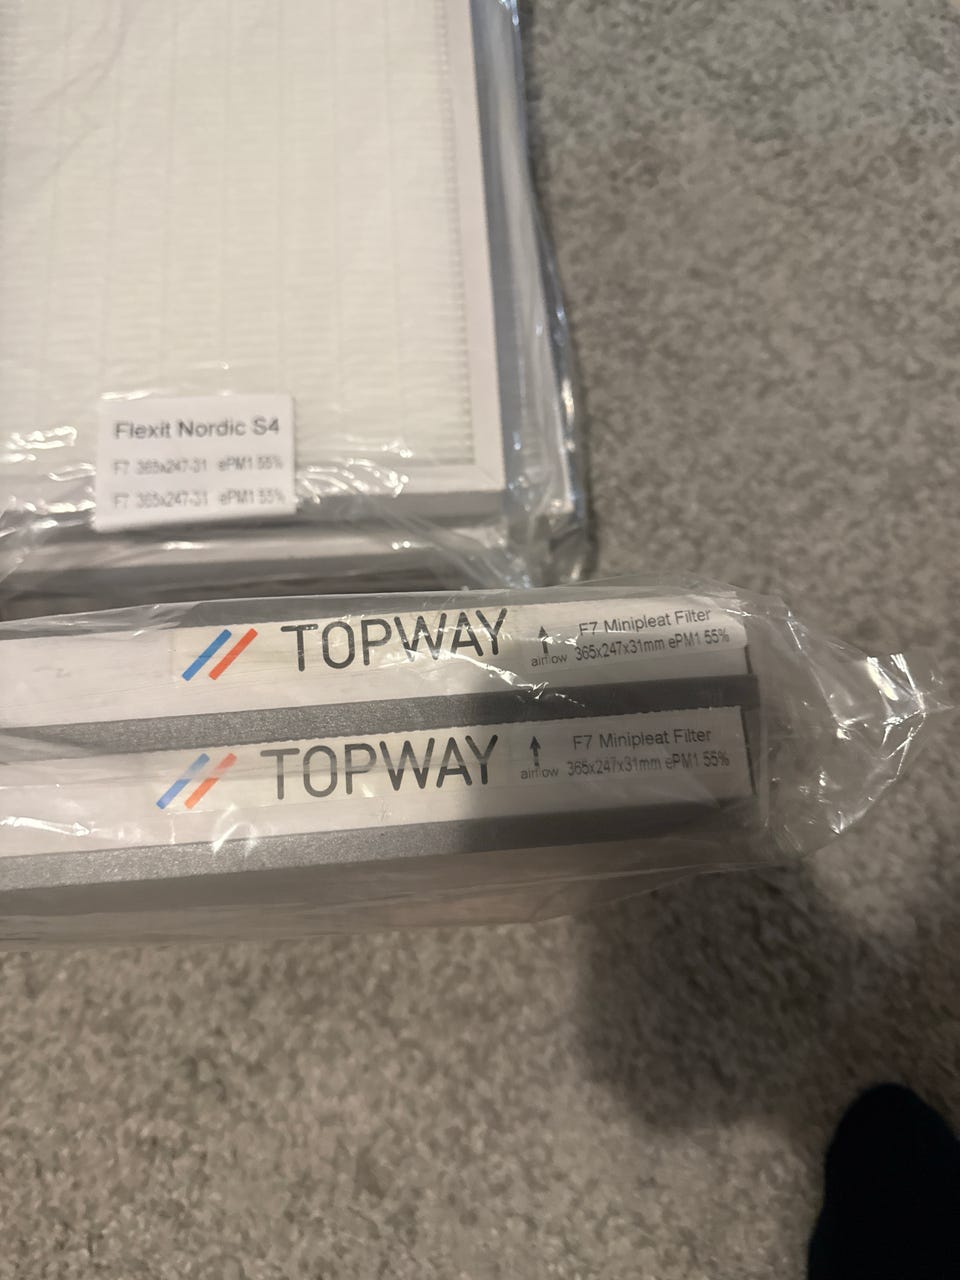 Flexit Nordic S4
F7 365x247-31 ePM1 55%
F7 365x247-31 ePM1 55%
TOPWAY
airflow
F7 Minipleat Filter
365x247x31mm ePM1 55%
TOPWAY
airflow
F7 Minipleat Filter
365x247x31mm ePM1 55%